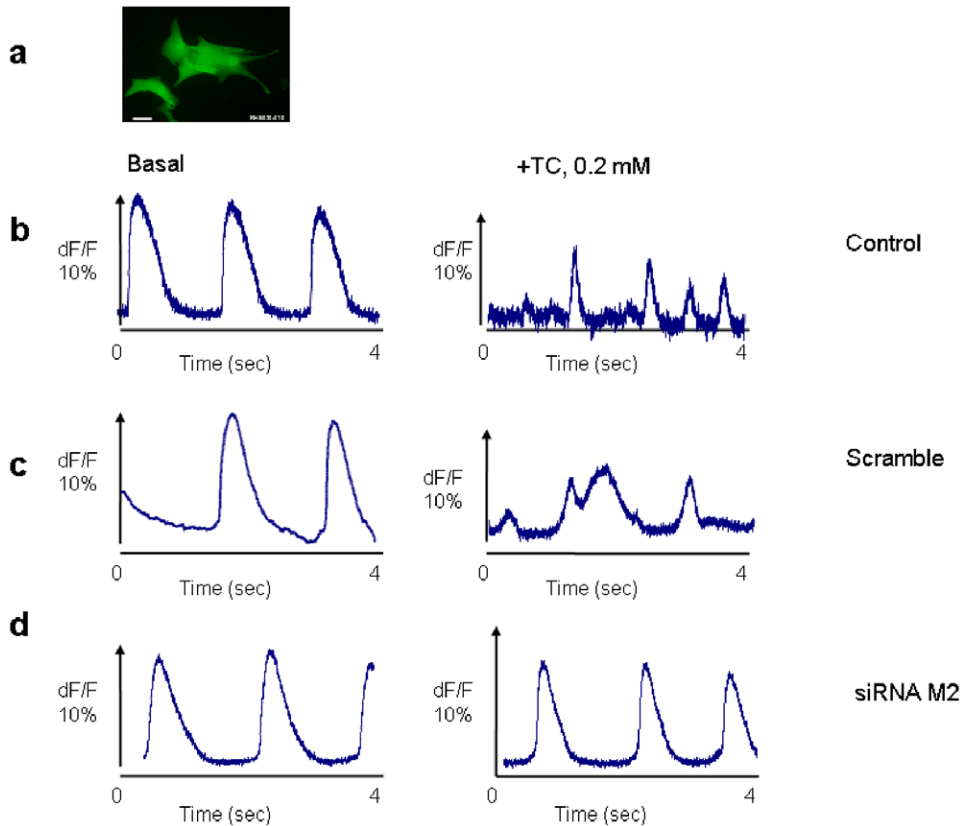 a
Basal
+TC, 0.2 mM
b
dF/F
10%
0
4
Time (sec)
dF/F
10%
0
4
Time (sec)
Control
c
dF/F
10%
0
4
Time (sec)
dF/F
10%
0
4
Time (sec)
Scramble
d
dF/F
10%
0
4
Time (sec)
dF/F
10%
0
4
Time (sec)
siRNA M2